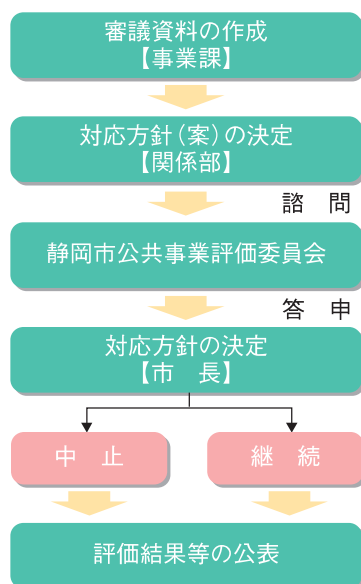 審議資料の作成
【事業課】
対応方針（案）の決定
【関係部】
諮　問
静岡市公共事業評価委員会
答　申
対応方針の決定
【市　長】
中　止
継　続
評価結果等の公表